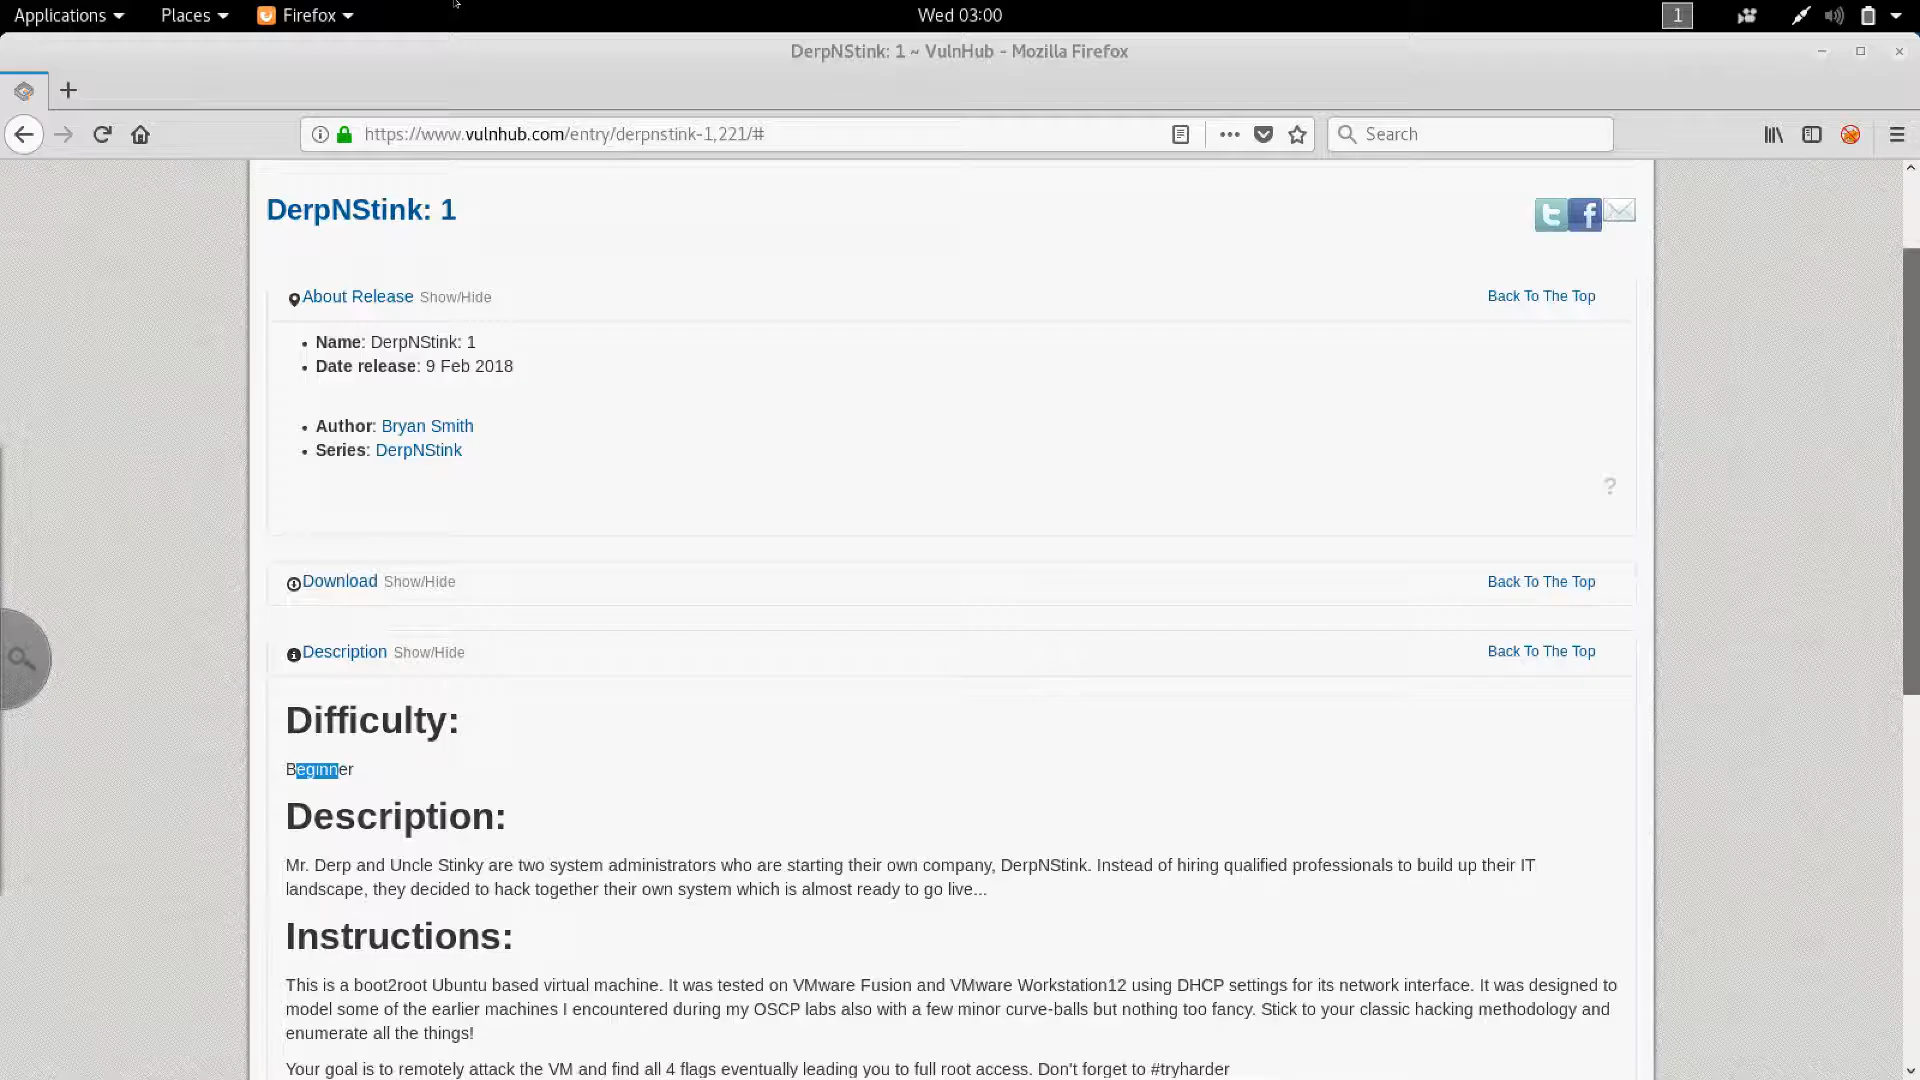 Applications Places Firefox Wed 03:00 1
DerpNStink: 1 ~ VulnHub - Mozilla Firefox
https://www.vulnhub.com/entry/derpnstink-1,221/# Search
DerpNStink: 1
About Release Show/Hide Back To The Top
Name: DerpNStink: 1
Date release: 9 Feb 2018
Author: Bryan Smith
Series: DerpNStink
?
Download Show/Hide Back To The Top
Description Show/Hide Back To The Top
Difficulty:
Beginner
Description:
Mr. Derp and Uncle Stinky are two system administrators who are starting their own company, DerpNStink. Instead of hiring qualified professionals to build up their IT
landscape, they decided to hack together their own system which is almost ready to go live...
Instructions:
This is a boot2root Ubuntu based virtual machine. It was tested on VMware Fusion and VMware Workstation12 using DHCP settings for its network interface. It was designed to
model some of the earlier machines I encountered during my OSCP labs also with a few minor curve-balls but nothing too fancy. Stick to your classic hacking methodology and
enumerate all the things!
Your goal is to remotely attack the VM and find all 4 flags eventually leading you to full root access. Don't forget to #tryharder